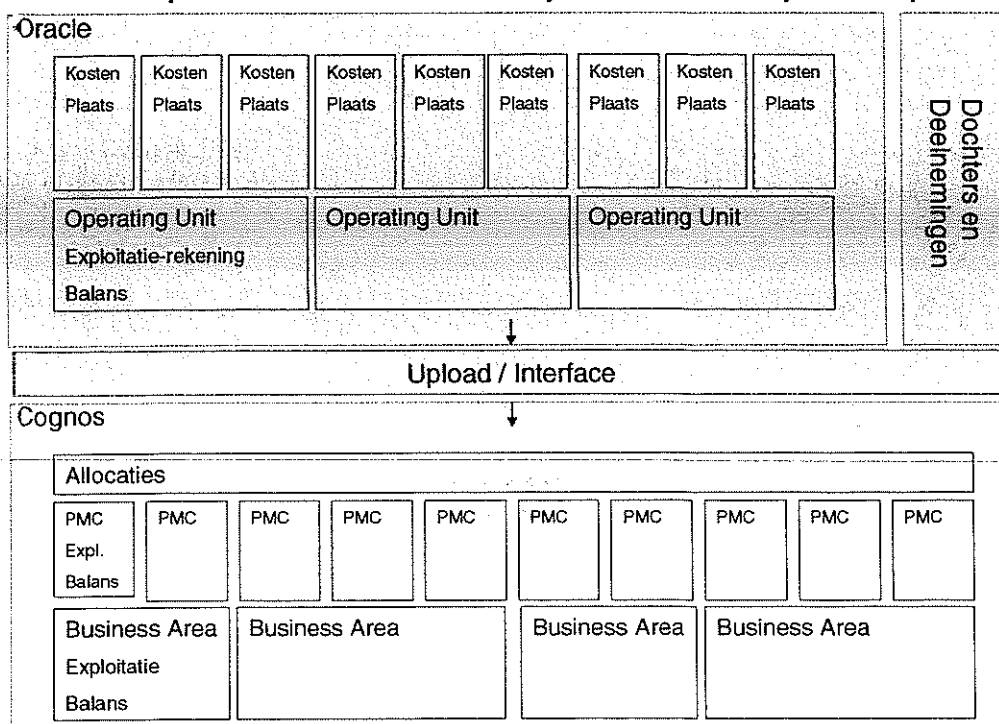 Oracle
Kosten Kosten Kosten Kosten Kosten Kosten Kosten Kosten Kosten
Plaats Plaats Plaats Plaats Plaats Plaats Plaats Plaats Plaats
Dochters en
Deelnemingen
Operating Unit Operating Unit Operating Unit
Exploitatie-rekening
Balans
Upload / Interface
Cognos
Allocaties
PMC PMC PMC PMC PMC PMC PMC PMC PMC PMC
Expl.
Balans
Business Area Business Area Business Area Business Area
Exploitatie
Balans